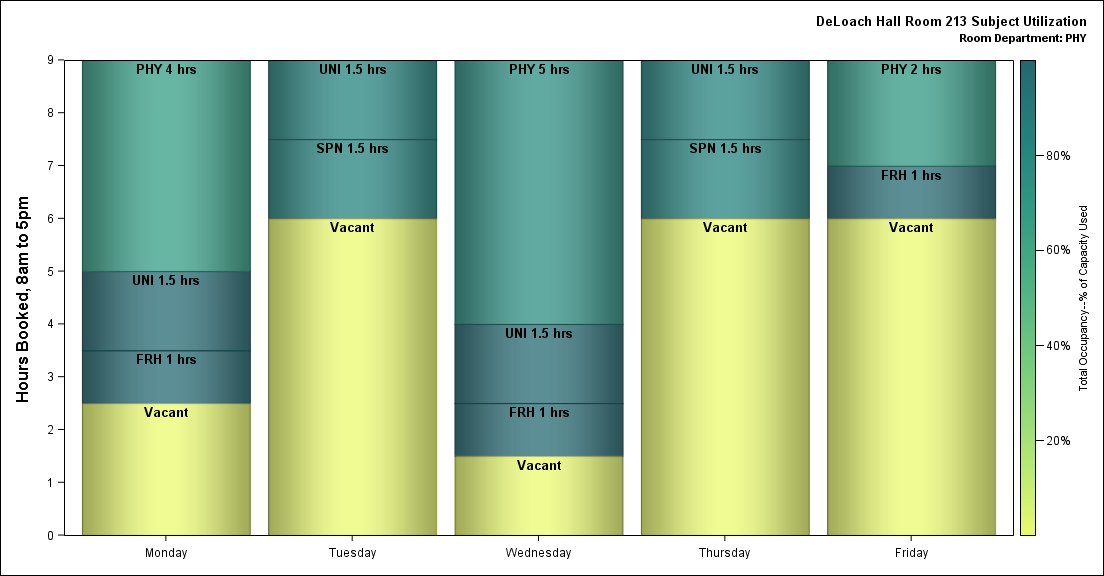 DeLoach Hall Room 213 Subject Utilization
Room Department: PHY
Hours Booked, 8am to 5pm
9
8
7
6
5
4
3
2
1
0
PHY 4 hrs
UNI 1.5 hrs
FRH 1 hrs
Vacant
UNI 1.5 hrs
SPN 1.5 hrs
Vacant
PHY 5 hrs
UNI 1.5 hrs
FRH 1 hrs
Vacant
UNI 1.5 hrs
SPN 1.5 hrs
Vacant
PHY 2 hrs
FRH 1 hrs
Vacant
Monday
Tuesday
Wednesday
Thursday
Friday
80%
60%
40%
20%
Total Occupancy--% of Capacity Used